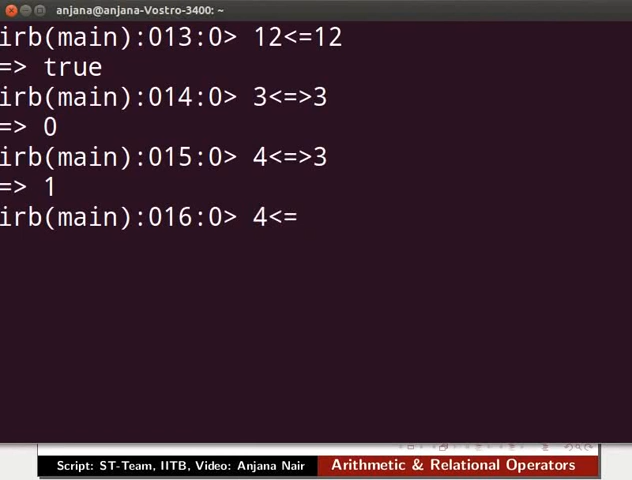 anjana@anjana-Vostro-3400: ~
irb(main):013:0> 12<=12
=> true
irb(main):014:0> 3<=>3
=> 0
irb(main):015:0> 4<=>3
=> 1
irb(main):016:0> 4<=
Script: ST-Team, IITB, Video: Anjana Nair
Arithmetic & Relational Operators